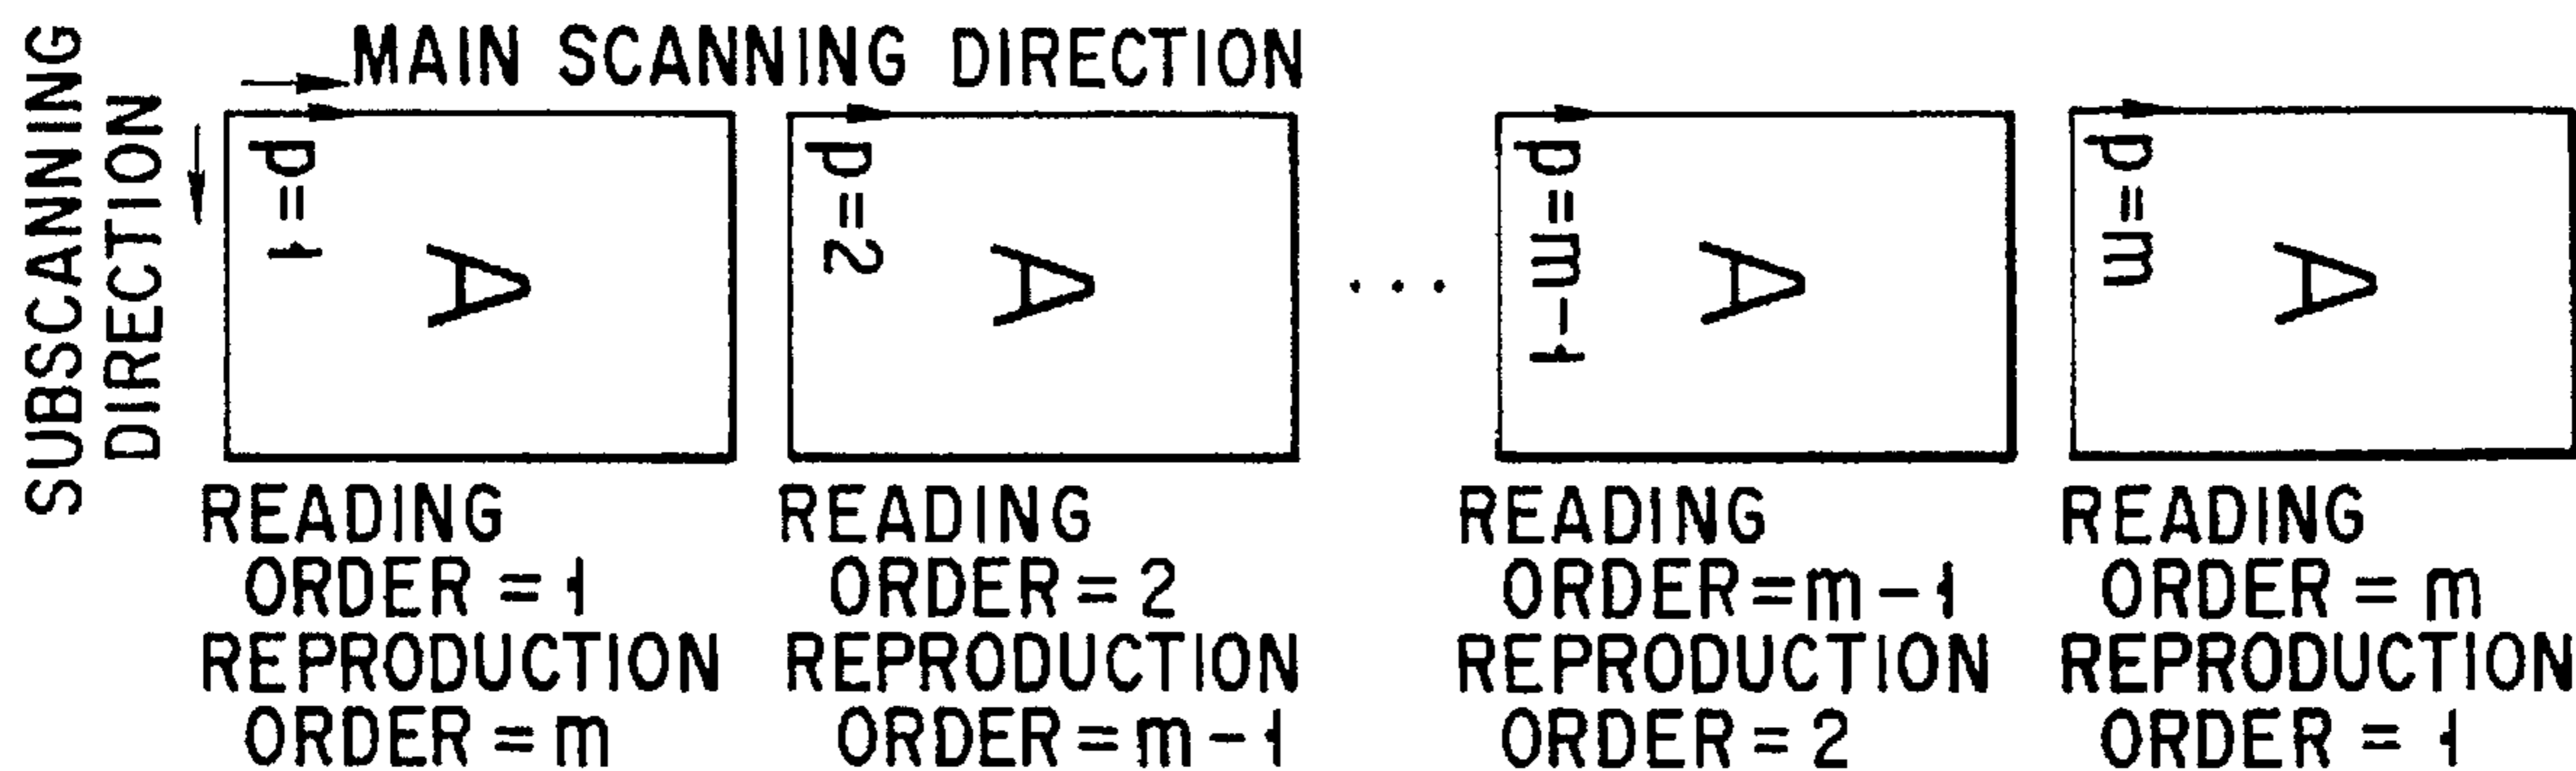 MAIN SCANNING DIRECTION
SUBSCANNING
DIRECTION
p=1
A
p=2
A
...
p=m-1
A
p=m
A
READING
ORDER = 1
REPRODUCTION
ORDER = m
READING
ORDER = 2
REPRODUCTION
ORDER = m-1
READING
ORDER = m-1
REPRODUCTION
ORDER = 2
READING
ORDER = m
REPRODUCTION
ORDER = 1